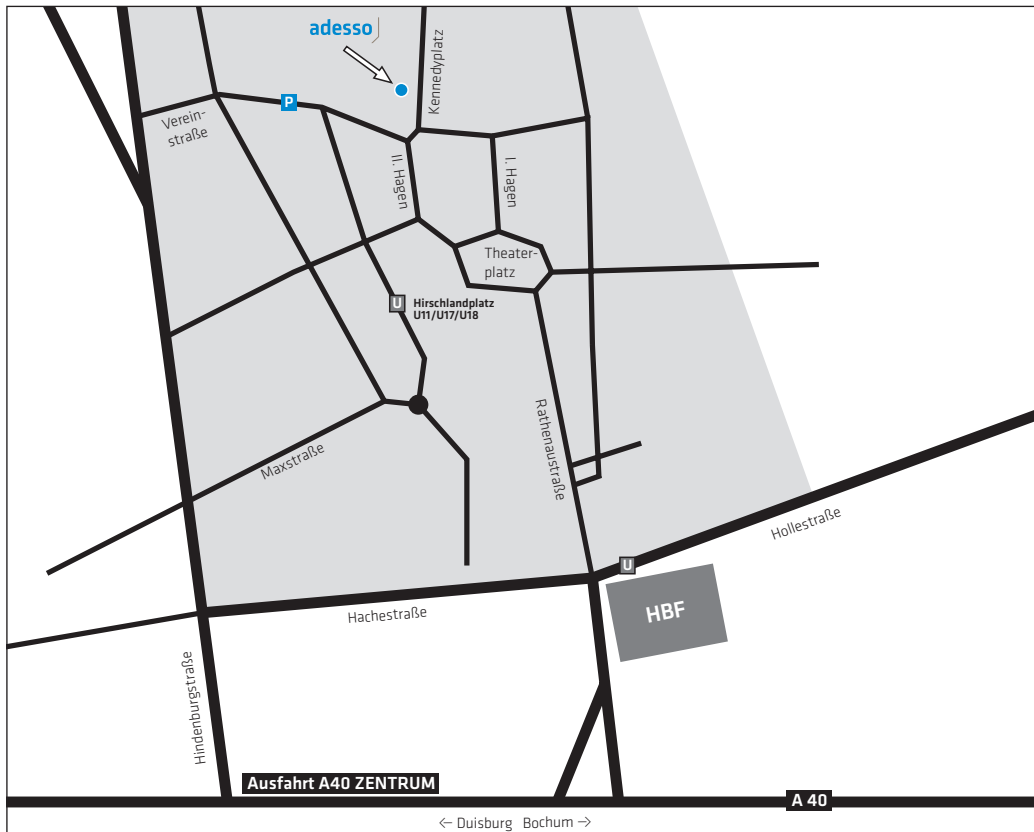 adesso
Kennedyplatz
P
Verein-
straße
II. Hagen
I. Hagen
Theater-
platz
U
Hirschlandplatz
U11/U17/U18
Maxstraße
Rathenaustraße
Hollestraße
U
HBF
Hachestraße
Hindenburgstraße
Ausfahrt A40 ZENTRUM
A 40
← Duisburg Bochum →